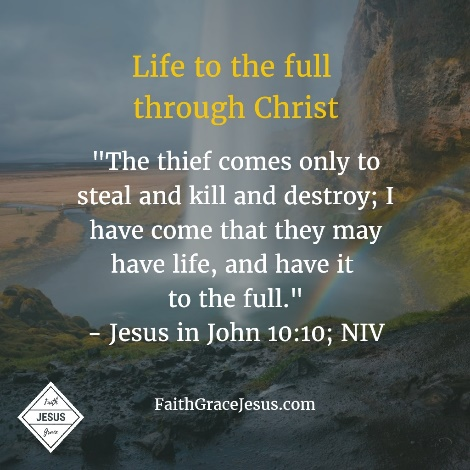 Life to the full
through Christ
"The thief comes only to
steal and kill and destroy; I
have come that they may
have life, and have it
to the full."
- Jesus in John 10:10; NIV
FaithGraceJesus.com
Faith
JESUS
Grace